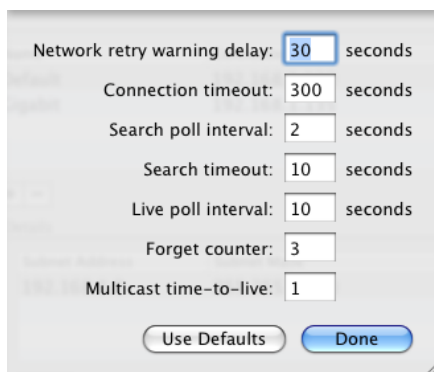 Network retry warning delay: 30 seconds
Connection timeout: 300 seconds
Search poll interval: 2 seconds
Search timeout: 10 seconds
Live poll interval: 10 seconds
Forget counter: 3
Multicast time-to-live: 1
Use Defaults Done